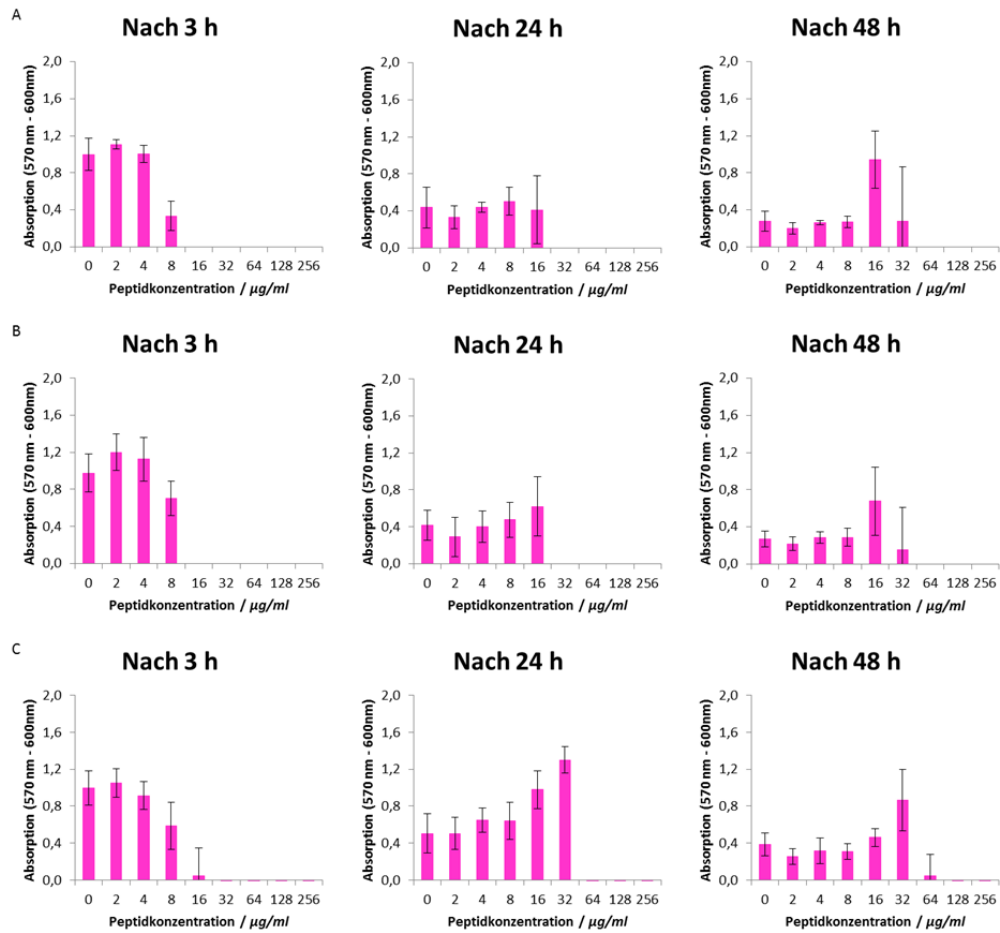 A
Nach 3 h
Absorption (570 nm - 600nm)
2,0
1,6
1,2
0,8
0,4
0,0
0 2 4 8 16 32 64 128 256
Peptidkonzentration / µg/ml
Nach 24 h
Absorption (570 nm - 600nm)
2,0
1,6
1,2
0,8
0,4
0,0
0 2 4 8 16 32 64 128 256
Peptidkonzentration / µg/ml
Nach 48 h
Absorption (570 nm - 600nm)
2,0
1,6
1,2
0,8
0,4
0,0
0 2 4 8 16 32 64 128 256
Peptidkonzentration / µg/ml
B
Nach 3 h
Absorption (570 nm - 600nm)
2,0
1,6
1,2
0,8
0,4
0,0
0 2 4 8 16 32 64 128 256
Peptidkonzentration / µg/ml
Nach 24 h
Absorption (570 nm - 600nm)
2,0
1,6
1,2
0,8
0,4
0,0
0 2 4 8 16 32 64 128 256
Peptidkonzentration / µg/ml
Nach 48 h
Absorption (570 nm - 600nm)
2,0
1,6
1,2
0,8
0,4
0,0
0 2 4 8 16 32 64 128 256
Peptidkonzentration / µg/ml
C
Nach 3 h
Absorption (570 nm - 600nm)
2,0
1,6
1,2
0,8
0,4
0,0
0 2 4 8 16 32 64 128 256
Peptidkonzentration / µg/ml
Nach 24 h
Absorption (570 nm - 600nm)
2,0
1,6
1,2
0,8
0,4
0,0
0 2 4 8 16 32 64 128 256
Peptidkonzentration / µg/ml
Nach 48 h
Absorption (570 nm - 600nm)
2,0
1,6
1,2
0,8
0,4
0,0
0 2 4 8 16 32 64 128 256
Peptidkonzentration / µg/ml